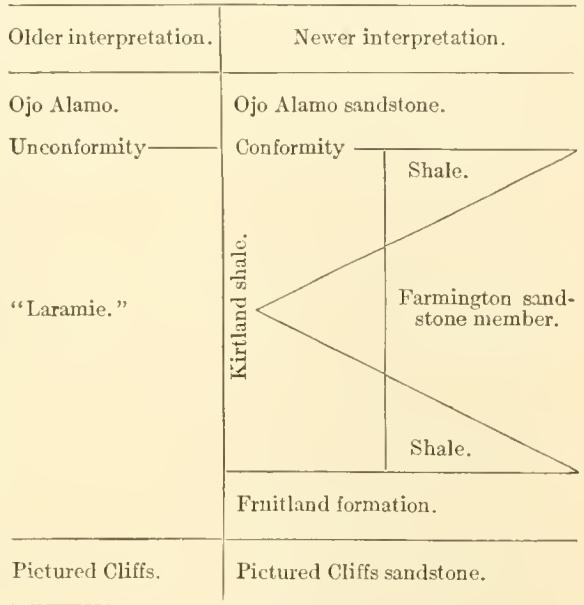 Older interpretation.
Newer interpretation.
Ojo Alamo.
Ojo Alamo sandstone.
Unconformity
Conformity
Shale.
Kirtland shale.
"Laramie."
Farmington sand-
stone member.
Shale.
Fruitland formation.
Pictured Cliffs.
Pictured Cliffs sandstone.